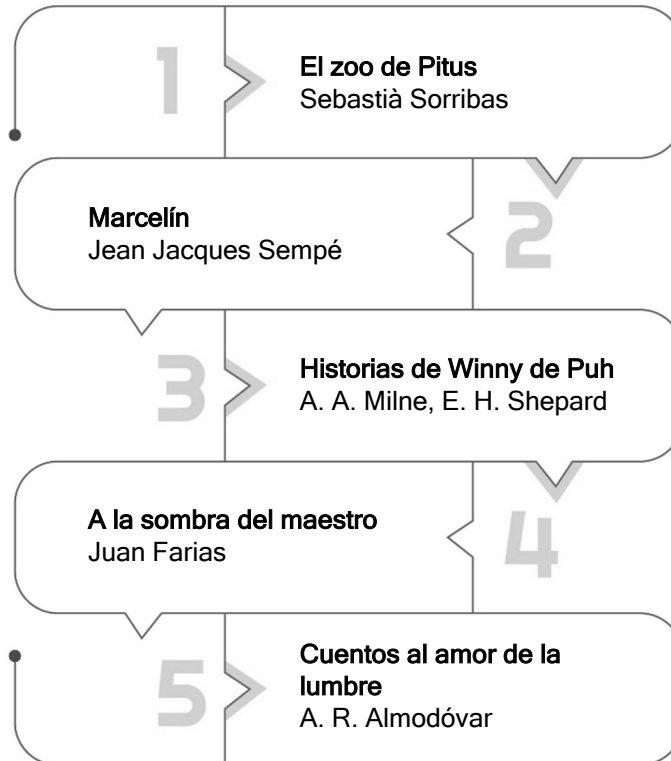 1
El zoo de Pitus
Sebastià Sorribas
Marcelín
Jean Jacques Sempé
2
3
Historias de Winny de Puh
A. A. Milne, E. H. Shepard
A la sombra del maestro
Juan Farias
4
5
Cuentos al amor de la
lumbre
A. R. Almodóvar